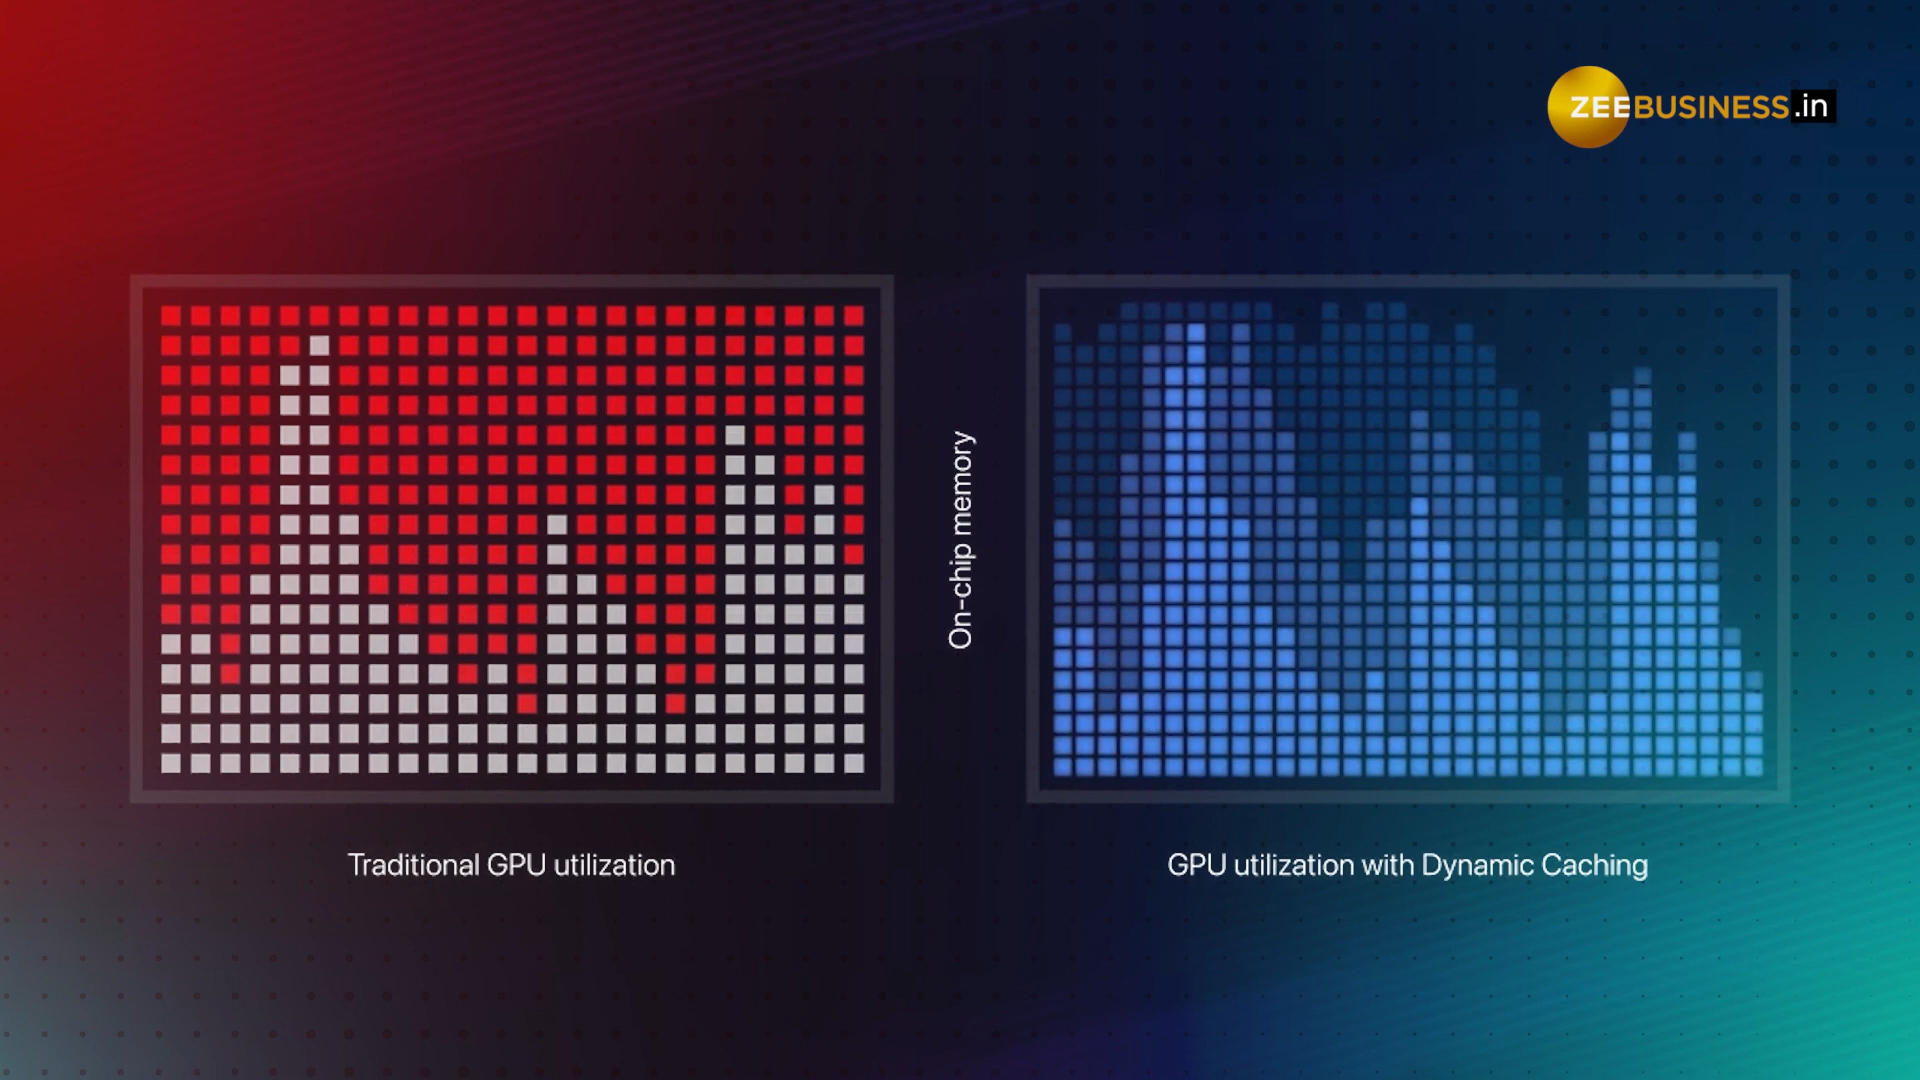 ZEEBUSINESS.in
On-chip memory
Traditional GPU utilization
GPU utilization with Dynamic Caching